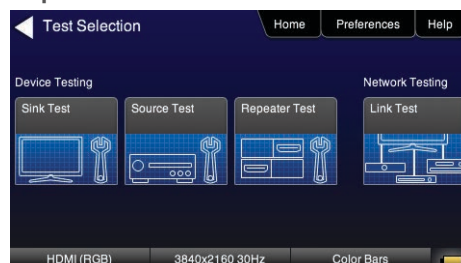 Test Selection
Home
Preferences
Help
Device Testing
Network Testing
Sink Test
Source Test
Repeater Test
Link Test
HDMI (RGB)
3840x2160 30Hz
Color Bars